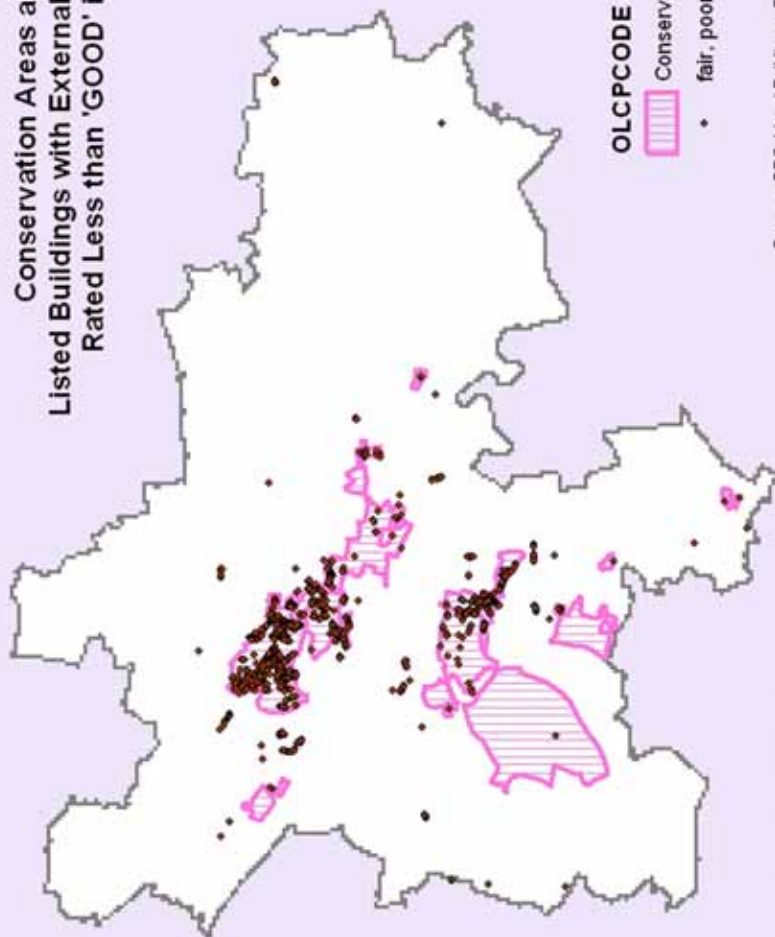 Conservation Areas a
Listed Buildings with External
Rated Less than 'GOOD' i
OLCPCODE
Conserv
fair, poor